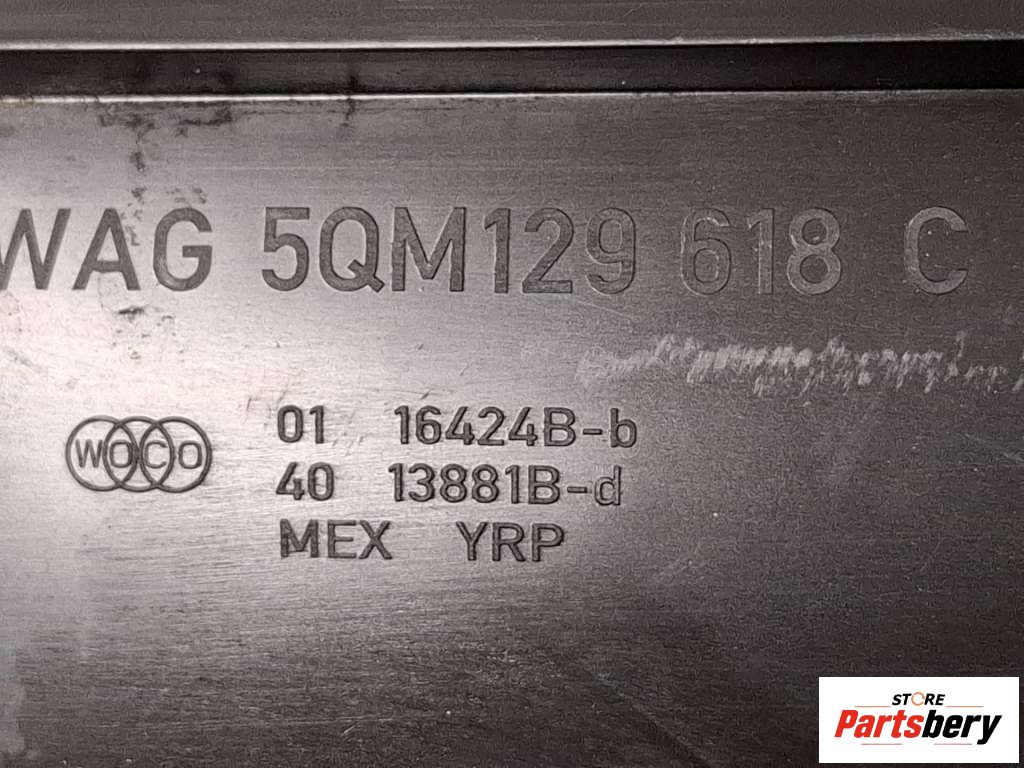 WAG 5QM129 618 C
WOCO
01 16424B-b
40 13881B-d
MEX YRP
STORE
Partsbery